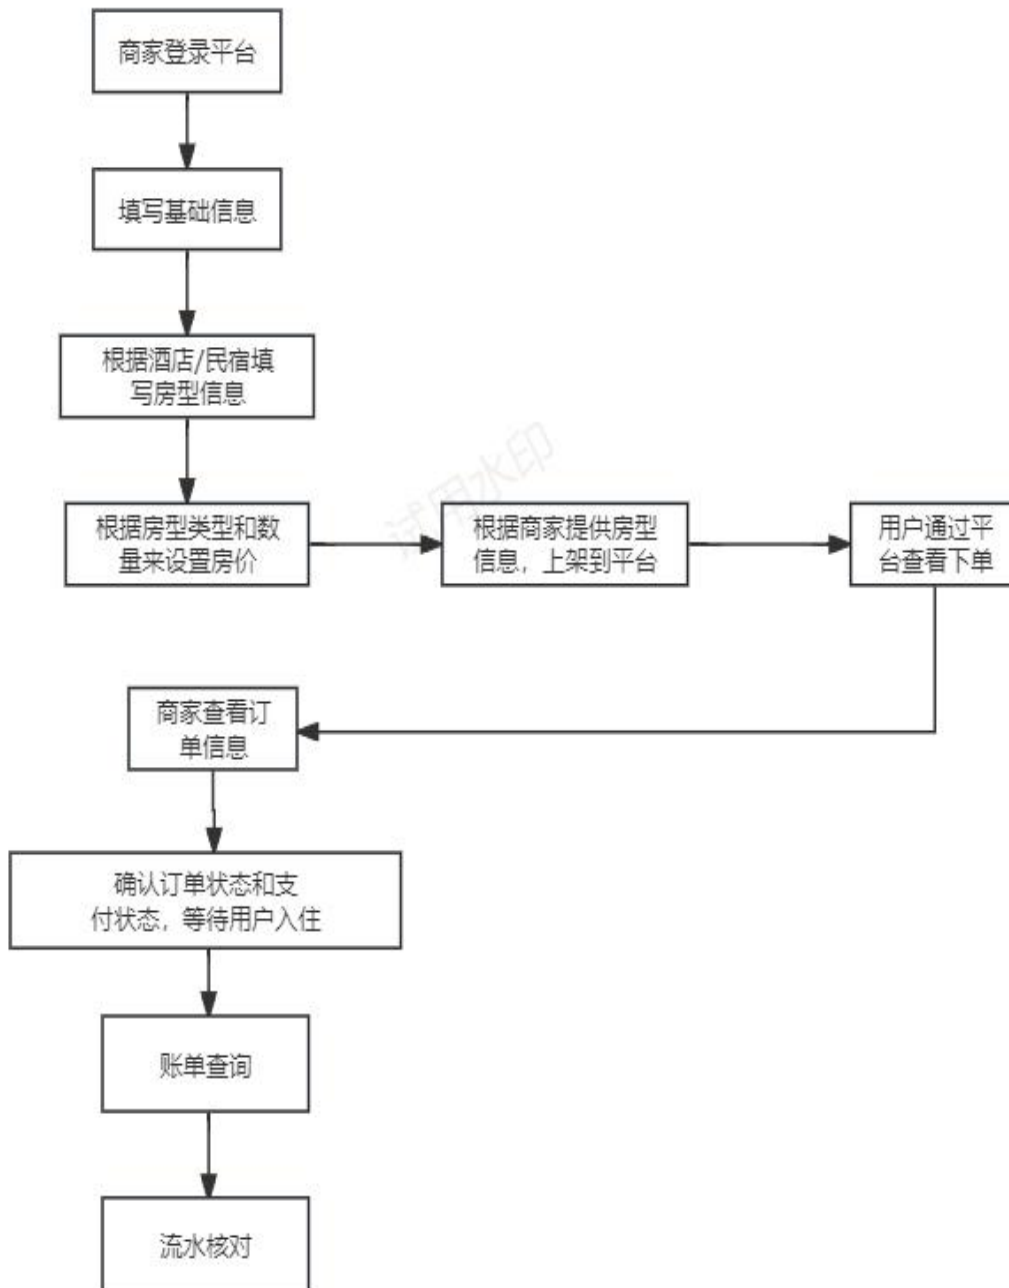 商家登录平台
填写基础信息
根据酒店/民宿填
写房型信息
根据房型类型和数
量来设置房价
根据商家提供房型
信息，上架到平台
用户通过平
台查看下单
试用水印
商家查看订
单信息
确认订单状态和支
付状态，等待用户入住
账单查询
流水核对